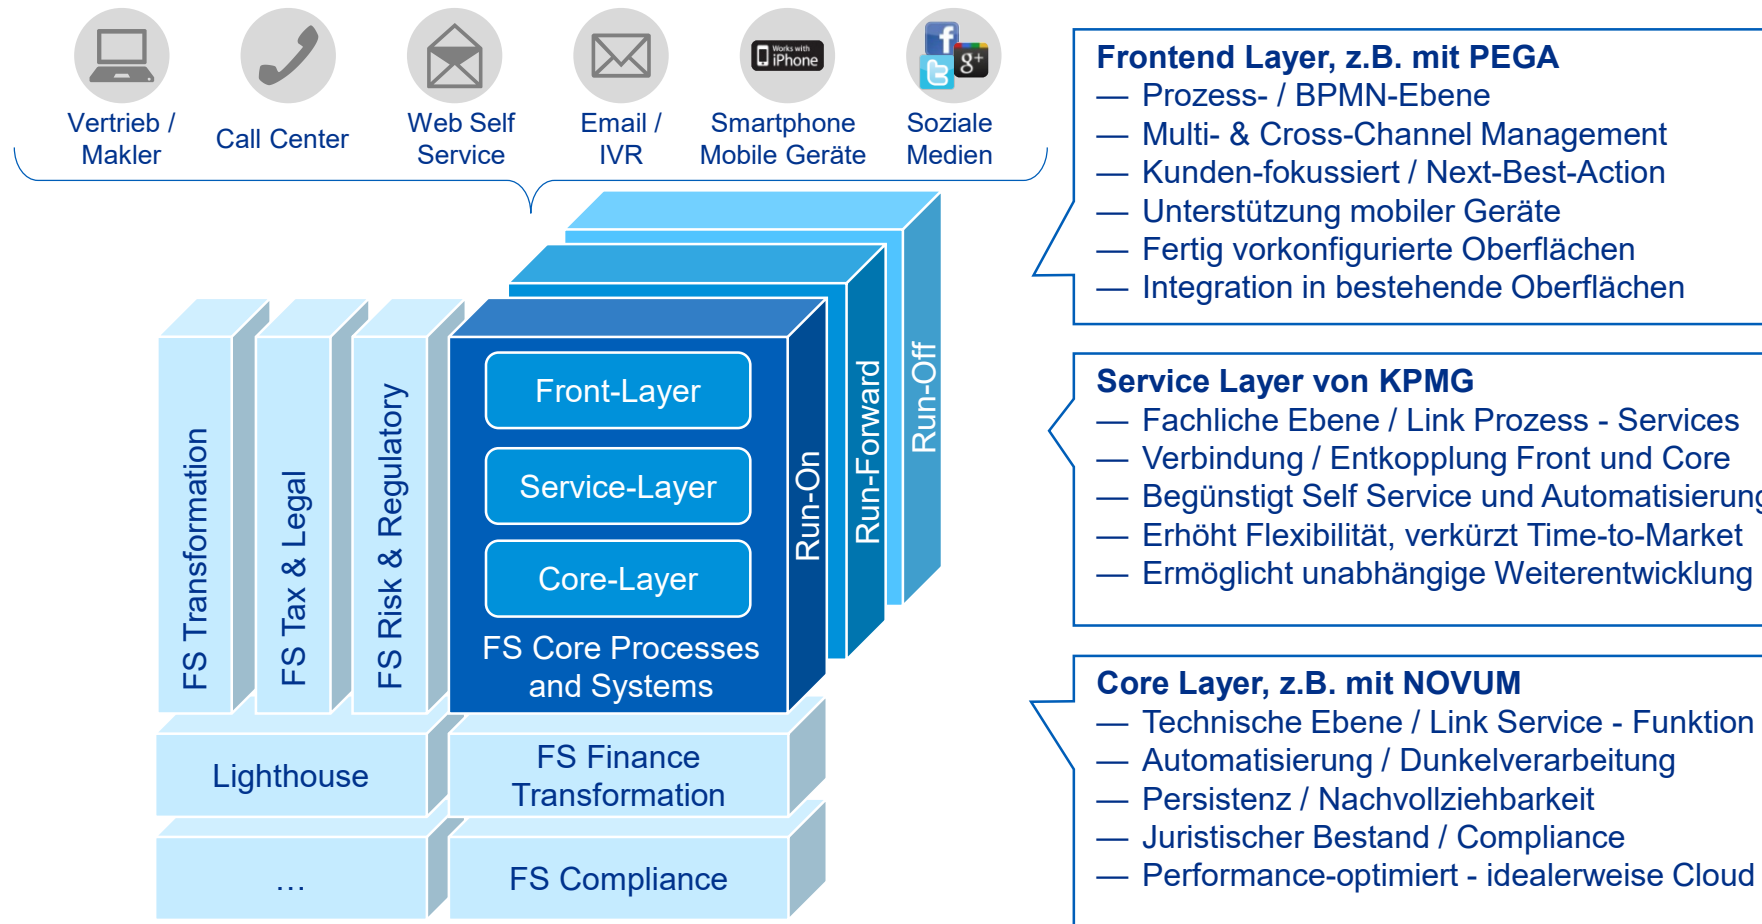 Works with
iPhone
f
g+
t
Vertrieb /
Makler
Call Center
Web Self
Service
Email /
IVR
Smartphone
Mobile Geräte
Soziale
Medien
FS Transformation
FS Tax & Legal
FS Risk & Regulatory
Front-Layer
Service-Layer
Core-Layer
FS Core Processes
and Systems
Run-On
Run-Forward
Run-Off
Lighthouse
FS Finance
Transformation
…
FS Compliance
Frontend Layer, z.B. mit PEGA
— Prozess- / BPMN-Ebene
— Multi- & Cross-Channel Management
— Kunden-fokussiert / Next-Best-Action
— Unterstützung mobiler Geräte
— Fertig vorkonfigurierte Oberflächen
— Integration in bestehende Oberflächen
Service Layer von KPMG
— Fachliche Ebene / Link Prozess - Services
— Verbindung / Entkopplung Front und Core
— Begünstigt Self Service und Automatisierung
— Erhöht Flexibilität, verkürzt Time-to-Market
— Ermöglicht unabhängige Weiterentwicklung
Core Layer, z.B. mit NOVUM
— Technische Ebene / Link Service - Funktion
— Automatisierung / Dunkelverarbeitung
— Persistenz / Nachvollziehbarkeit
— Juristischer Bestand / Compliance
— Performance-optimiert - idealerweise Cloud